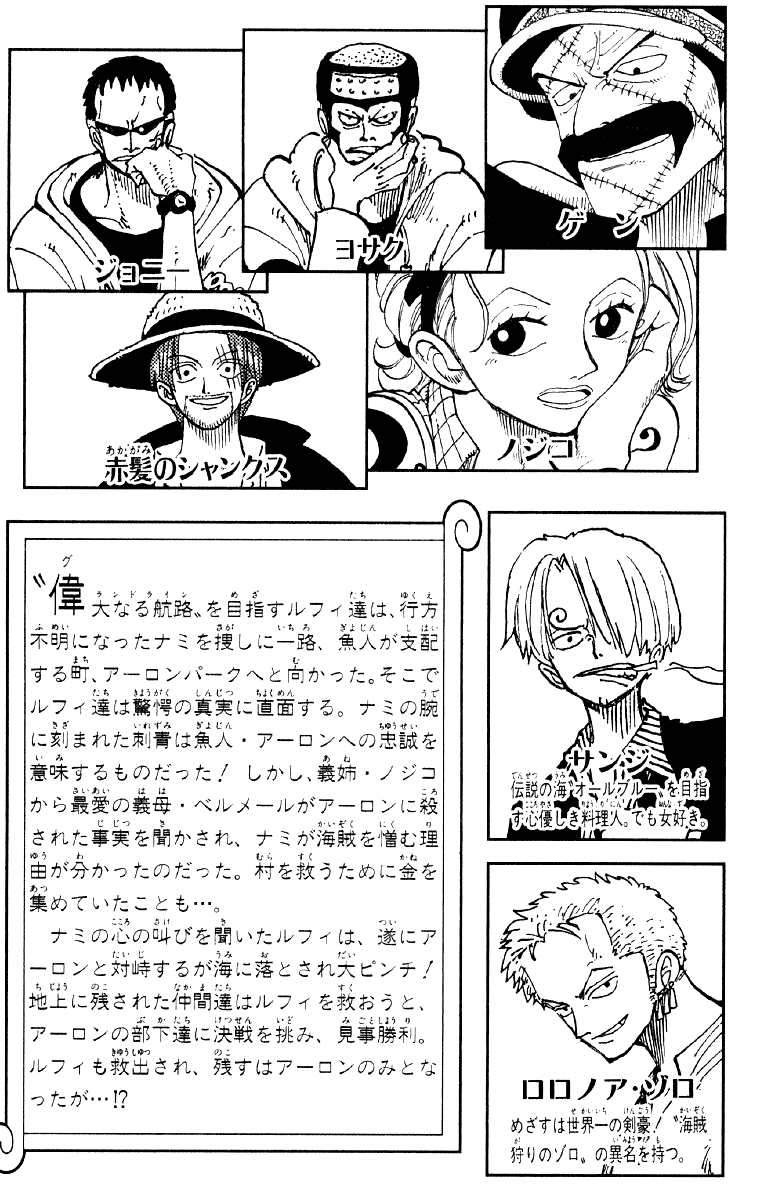 ジョニー
ヨサク
ゲン
赤髪のシャンクス
ノジコ
〝偉大なる航路〟を目指すルフィ達は、行方
不明になったナミを捜しに一路、魚人が支配
する町、アーロンパークへと向かった。そこで
ルフィ達は驚愕の真実に直面する。ナミの腕
に刻まれた刺青は魚人・アーロンへの忠誠を
意味するものだった! しかし、義姉・ノジコ
から最愛の義母・ベルメールがアーロンに殺
された事実を聞かされ、ナミが海賊を憎む理
由が分かったのだった。村を救うために金を
集めていたことも…。
ナミの心の叫びを聞いたルフィは、遂にア
ーロンと対峙するが海に落とされ大ピンチ!
地上に残された仲間達はルフィを救おうと、
アーロンの部下達に決戦を挑み、見事勝利。
ルフィも救出され、残すはアーロンのみとな
ったが…!?
サンジ
伝説の海〝オールブルー〟を目指
す心優しき料理人。でも女好き。
ロロノア・ゾロ
めざすは世界一の剣豪!〝海賊
狩りのゾロ〟の異名を持つ。